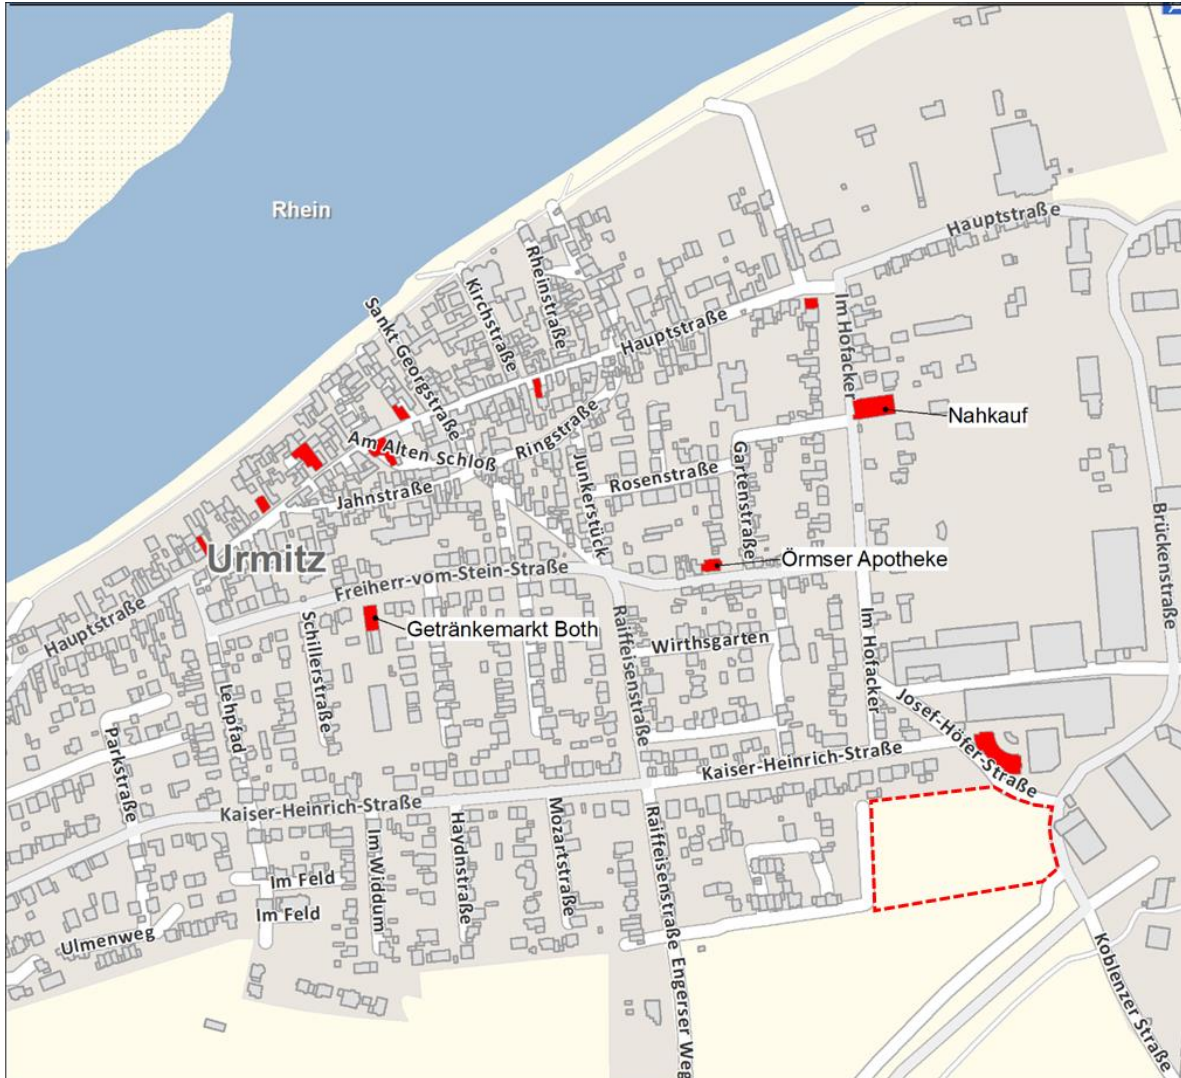 Rhein
Hauptstraße
Rheinstraße
Kirchstraße
Sankt Georgstraße
Im Hofacker
Hauptstraße
Nahkauf
Am Alten Schloß
Ringstraße
Gartenstraße
Junkerstück
Rosenstraße
Jahnstraße
Brückenstraße
Urmitz
Örmser Apotheke
Freiherr-vom-Stein-Straße
Hauptstraße
Schillerstraße
Getränkemarkt Both
Raiffeisenstraße
Wirthsgarten
Im Hofacker
Lehpfad
Parkstraße
Josef-Höfer-Straße
Kaiser-Heinrich-Straße
Kaiser-Heinrich-Straße
Im Widdum
Haydnstraße
Mozartstraße
Raiffeisenstraße
Im Feld
Im Feld
Ulmenweg
Engerser Weg
Koblenzer Straße